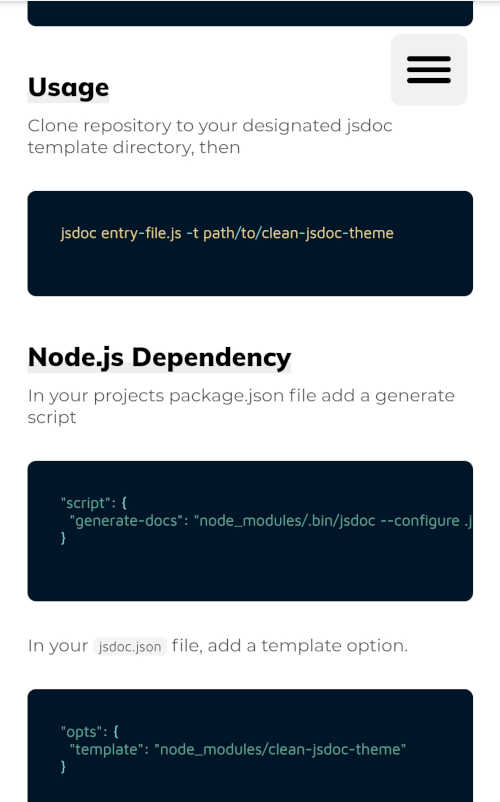 Usage
Clone repository to your designated jsdoc
template directory, then
jsdoc entry-file.js -t path/to/clean-jsdoc-theme
Node.js Dependency
In your projects package.json file add a generate
script
"script": {
"generate-docs": "node_modules/.bin/jsdoc --configure .j
}
In your jsdoc.json file, add a template option.
"opts": {
"template": "node_modules/clean-jsdoc-theme"
}